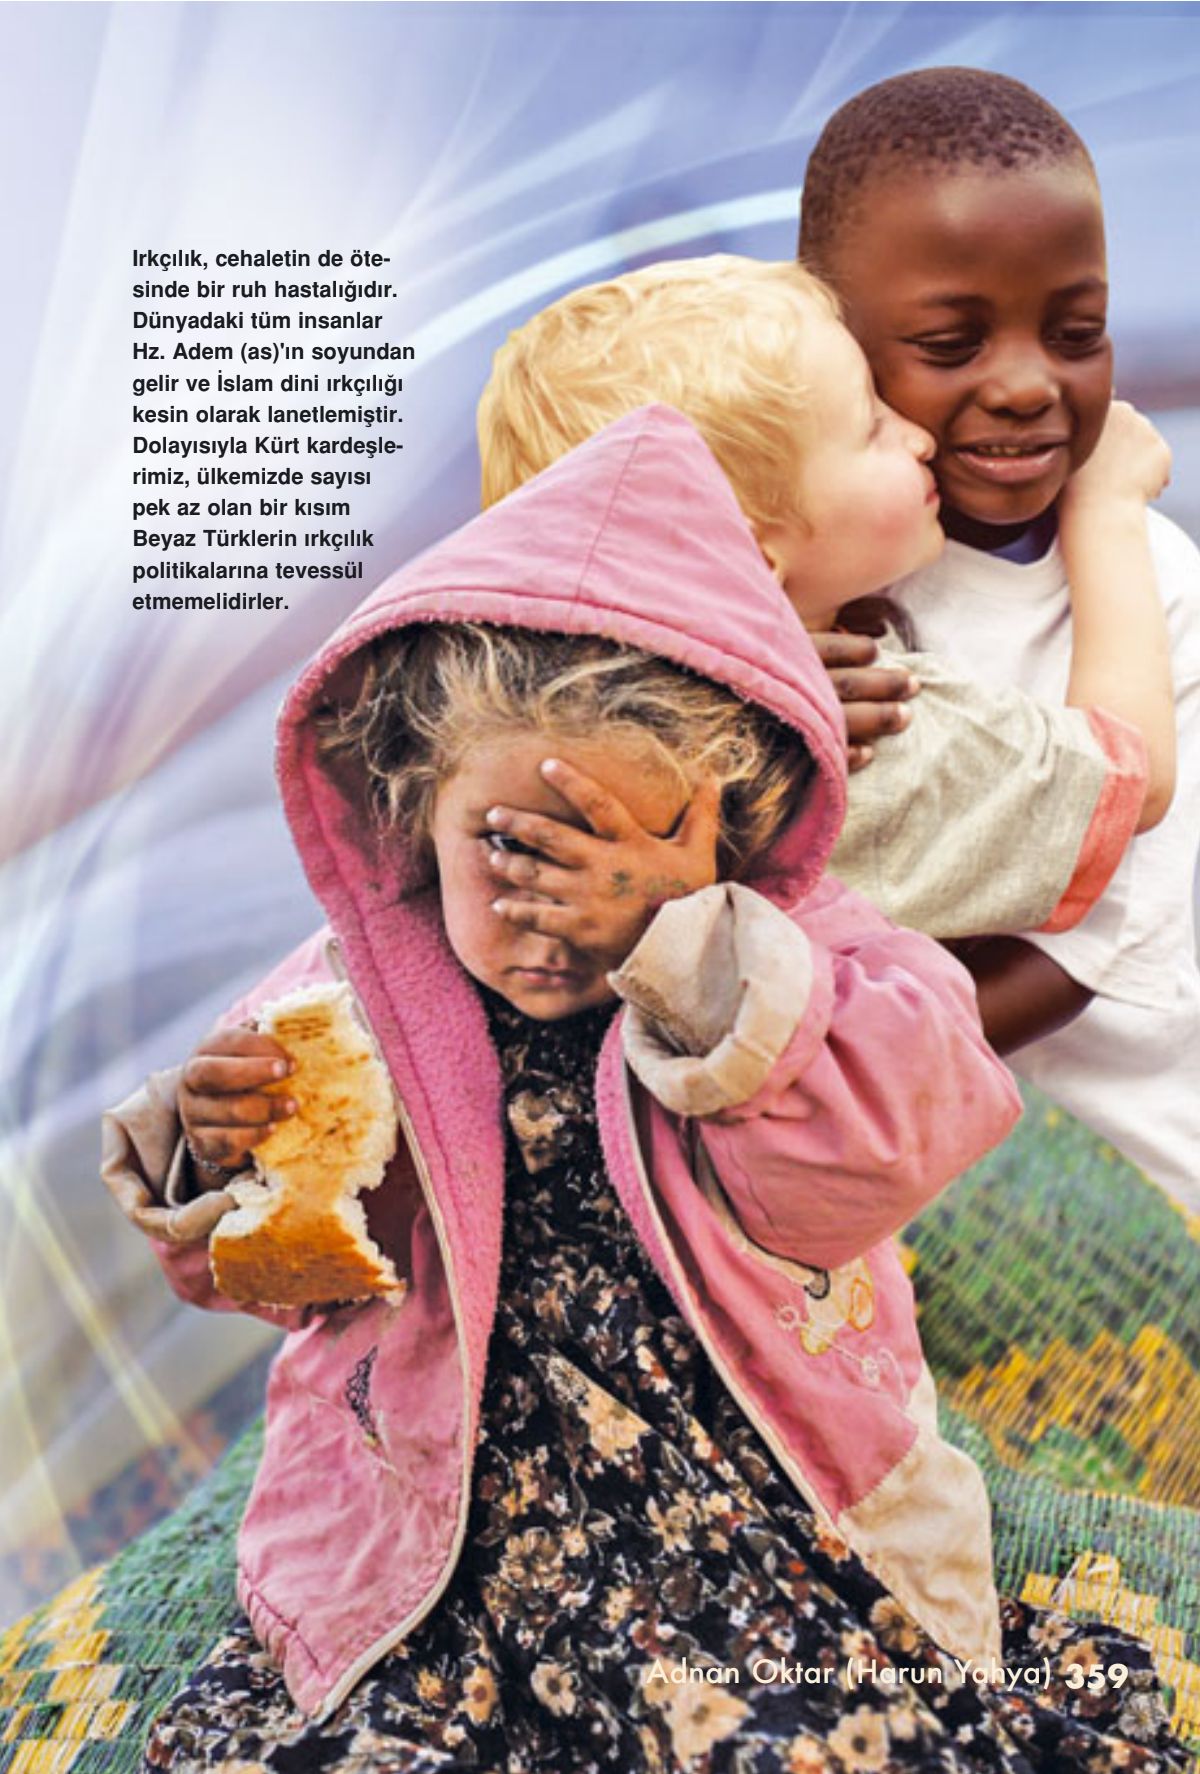 Irkçılık, cehaletin de öte-
sinde bir ruh hastalığıdır.
Dünyadaki tüm insanlar
Hz. Adem (as)'ın soyundan
gelir ve İslam dini ırkçılığı
kesin olarak lanetlemiştir.
Dolayısıyla Kürt kardeşle-
rimiz, ülkemizde sayısı
pek az olan bir kısım
Beyaz Türklerin ırkçılık
politikalarına tevessül
etmemelidirler.
Adnan Oktar (Harun Yahya) 359